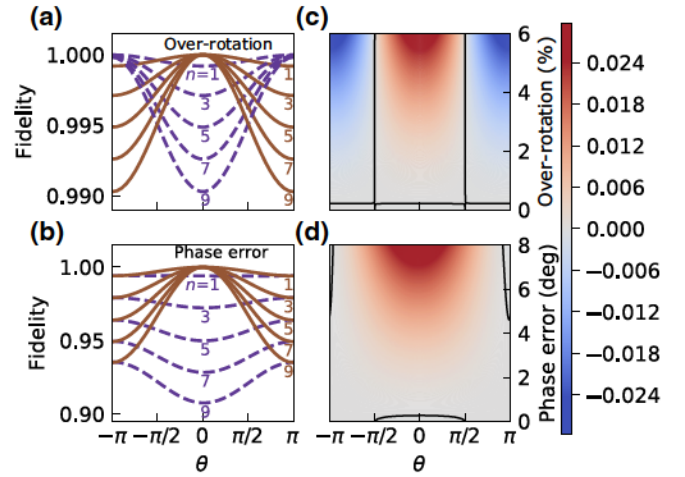 (a)
Over-rotation
1.000
0.995
0.990
Fidelity
n=1
3
5
7
9
1
3
5
7
9
(b)
Phase error
1.00
0.95
0.90
Fidelity
n=1
3
5
7
9
1
3
5
7
9
−π
−π/2
0
π/2
π
θ
(c)
6
4
2
0
Over-rotation (%)
(d)
8
6
4
2
0
Phase error (deg)
−π
−π/2
0
π/2
π
θ
0.024
0.018
0.012
0.006
0.000
−0.006
−0.012
−0.018
−0.024